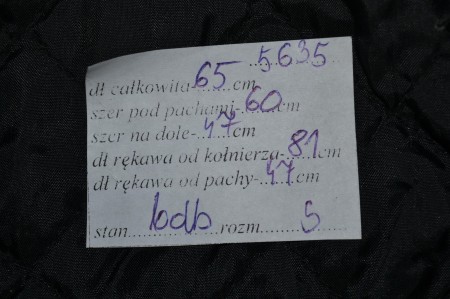 5635
dł całkowita-65 cm
szer pod pachami-60 cm
szer na dole-47 cm
dł rękawa od kołnierza-81 cm
dł rękawa od pachy-47 cm
stan bdb rozm S